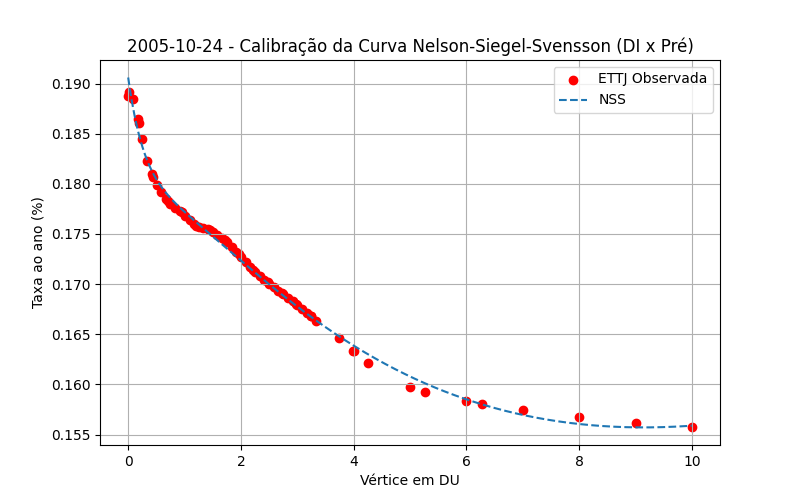 2005-10-24 - Calibração da Curva Nelson-Siegel-Svensson (DI x Pré)
ETTJ Observada
NSS
Taxa ao ano (%)
0.190
0.185
0.180
0.175
0.170
0.165
0.160
0.155
0 2 4 6 8 10
Vértice em DU